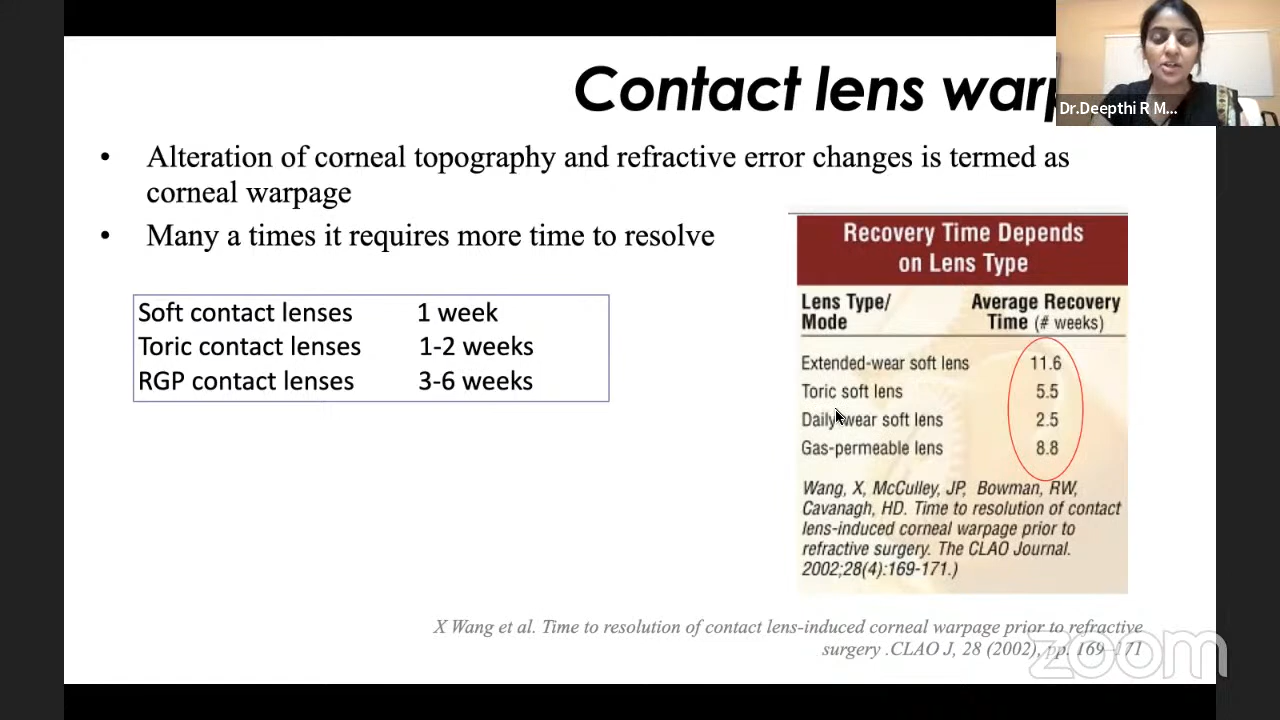 Contact lens warp
Dr.Deepthi R M...
• Alteration of corneal topography and refractive error changes is termed as
corneal warpage
• Many a times it requires more time to resolve
Soft contact lenses 1 week
Toric contact lenses 1-2 weeks
RGP contact lenses 3-6 weeks
Recovery Time Depends
on Lens Type
Lens Type/ Average Recovery
Mode Time (# weeks)
Extended-wear soft lens 11.6
Toric soft lens 5.5
Daily-wear soft lens 2.5
Gas-permeable lens 8.8
Wang, X, McCulley, JP, Bowman, RW,
Cavanagh, HD. Time to resolution of contact
lens-induced corneal warpage prior to
refractive surgery. The CLAO Journal.
2002;28(4):169-171.)
X Wang et al. Time to resolution of contact lens-induced corneal warpage prior to refractive
surgery .CLAO J, 28 (2002), pp. 169–171
zoom